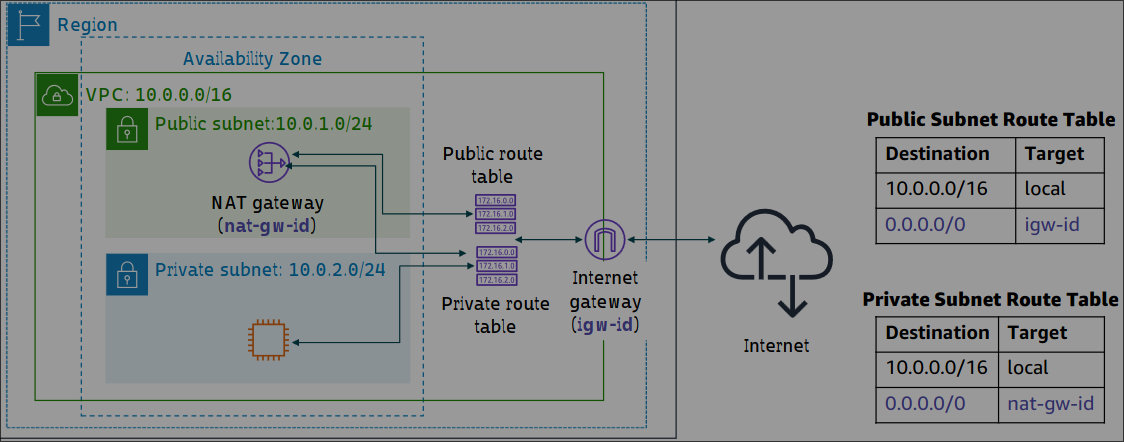 Region
Availability Zone
VPC: 10.0.0.0/16
Public subnet:10.0.1.0/24
NAT gateway
(nat-gw-id)
Private subnet: 10.0.2.0/24
Public route
table
172.16.0.0
172.16.1.0
172.16.2.0
172.16.0.0
172.16.1.0
172.16.2.0
Private route
table
Internet
gateway
(igw-id)
Internet
Public Subnet Route Table
Destination Target
10.0.0.0/16 local
0.0.0.0/0 igw-id
Private Subnet Route Table
Destination Target
10.0.0.0/16 local
0.0.0.0/0 nat-gw-id